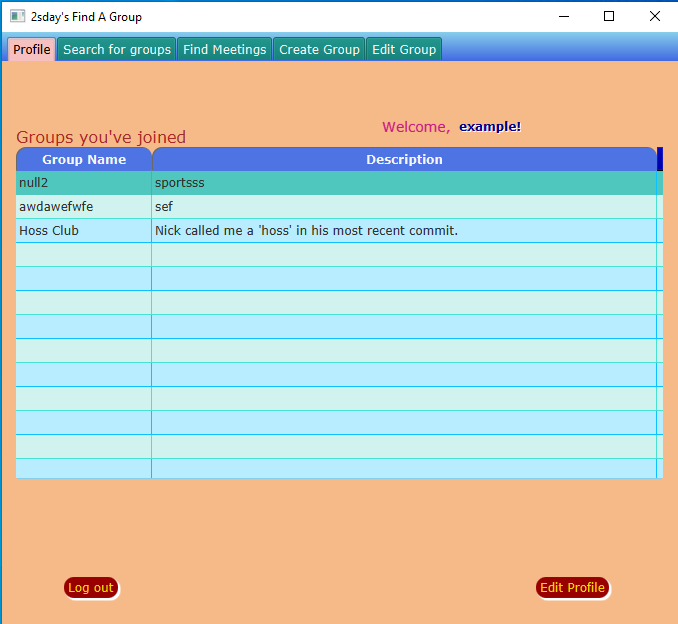 2sday's Find A Group
Profile Search for groups Find Meetings Create Group Edit Group
Welcome, example!
Groups you've joined
Group Name Description
null2 sportsss
awdawefwfe sef
Hoss Club Nick called me a 'hoss' in his most recent commit.
Log out Edit Profile